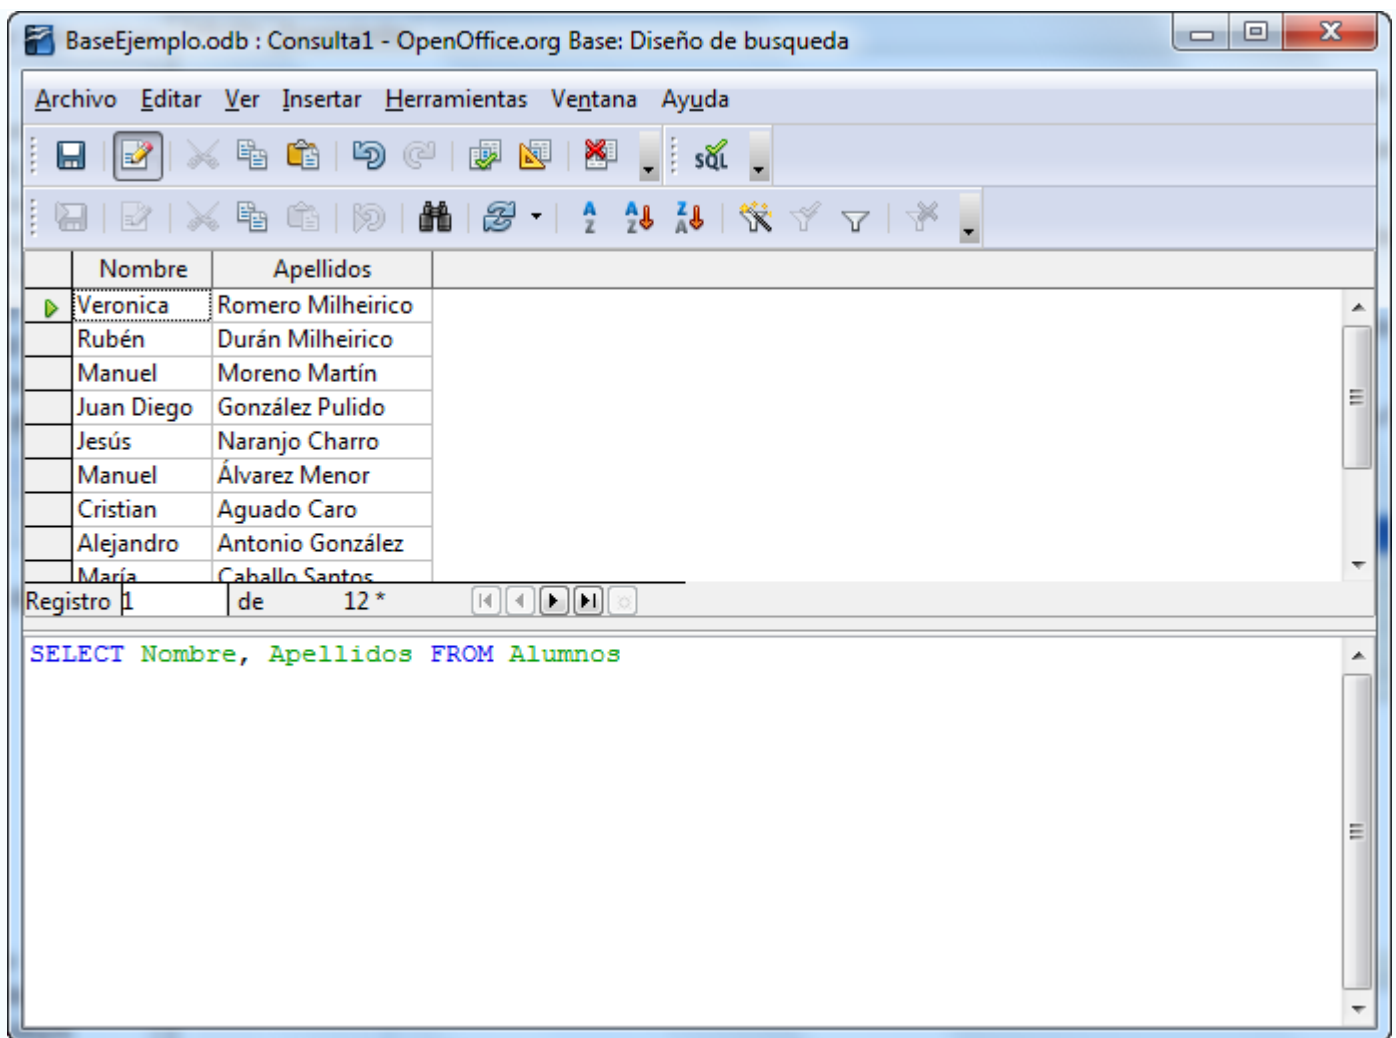 BaseEjemplo.odb : Consulta1 - OpenOffice.org Base: Diseño de busqueda
Archivo Editar Ver Insertar Herramientas Ventana Ayuda
SQL
A Z A Z Z A
Nombre Apellidos
Veronica Romero Milheirico
Rubén Durán Milheirico
Manuel Moreno Martín
Juan Diego González Pulido
Jesús Naranjo Charro
Manuel Álvarez Menor
Cristian Aguado Caro
Alejandro Antonio González
María Caballo Santos
Registro 1 de 12 *
SELECT Nombre, Apellidos FROM Alumnos